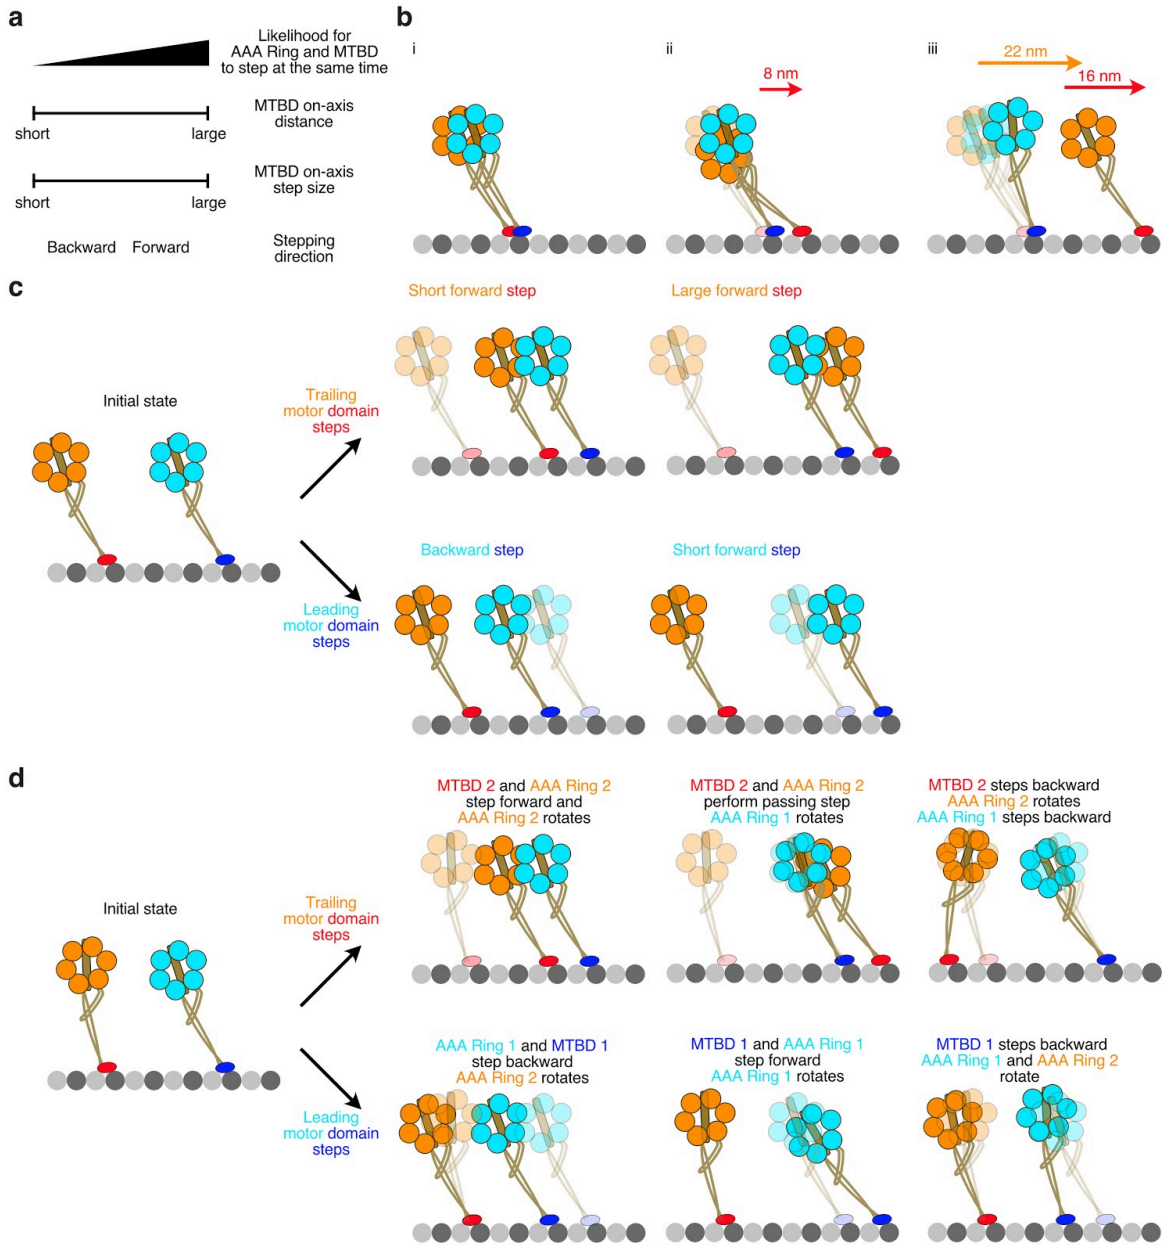 a
Likelihood for
AAA Ring and MTBD
to step at the same time
MTBD on-axis
distance
short
large
MTBD on-axis
step size
short
large
Backward
Forward
Stepping
direction
b
i
ii
8 nm
iii
22 nm
16 nm
c
Initial state
Trailing
motor domain
steps
Short forward step
Large forward step
Leading
motor domain
steps
Backward step
Short forward step
d
Initial state
Trailing
motor domain
steps
MTBD 2 and AAA Ring 2
step forward and
AAA Ring 2 rotates
MTBD 2 and AAA Ring 2
perform passing step
AAA Ring 1 rotates
MTBD 2 steps backward
AAA Ring 2 rotates
AAA Ring 1 steps backward
Leading
motor domain
steps
AAA Ring 1 and MTBD 1
step backward
AAA Ring 2 rotates
MTBD 1 and AAA Ring 1
step forward
AAA Ring 1 rotates
MTBD 1 steps backward
AAA Ring 1 and AAA Ring 2
rotate